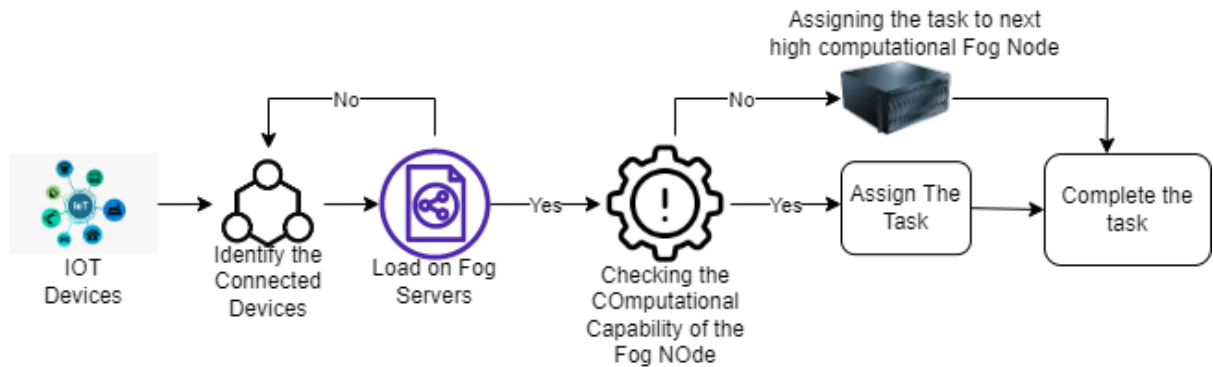 Assigning the task to next
high computational Fog Node
No
No
IoT
Yes
Yes
Assign The
Task
Complete the
task
IOT
Devices
Identify the
Connected
Devices
Load on Fog
Servers
Checking the
COmputational
Capability of the
Fog NOde